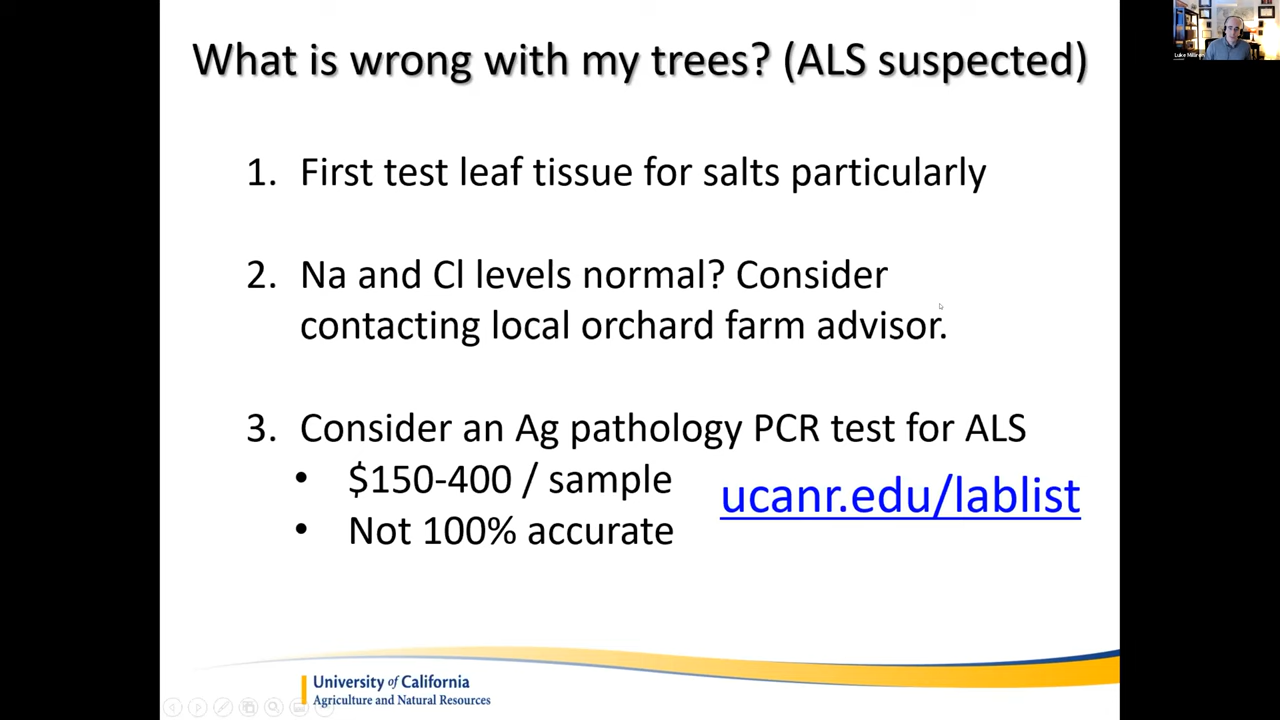 What is wrong with my trees? (ALS suspected)
1. First test leaf tissue for salts particularly
2. Na and Cl levels normal? Consider
contacting local orchard farm advisor.
3. Consider an Ag pathology PCR test for ALS
• $150-400 / sample
• Not 100% accurate
ucanr.edu/lablist
University of California
Agriculture and Natural Resources